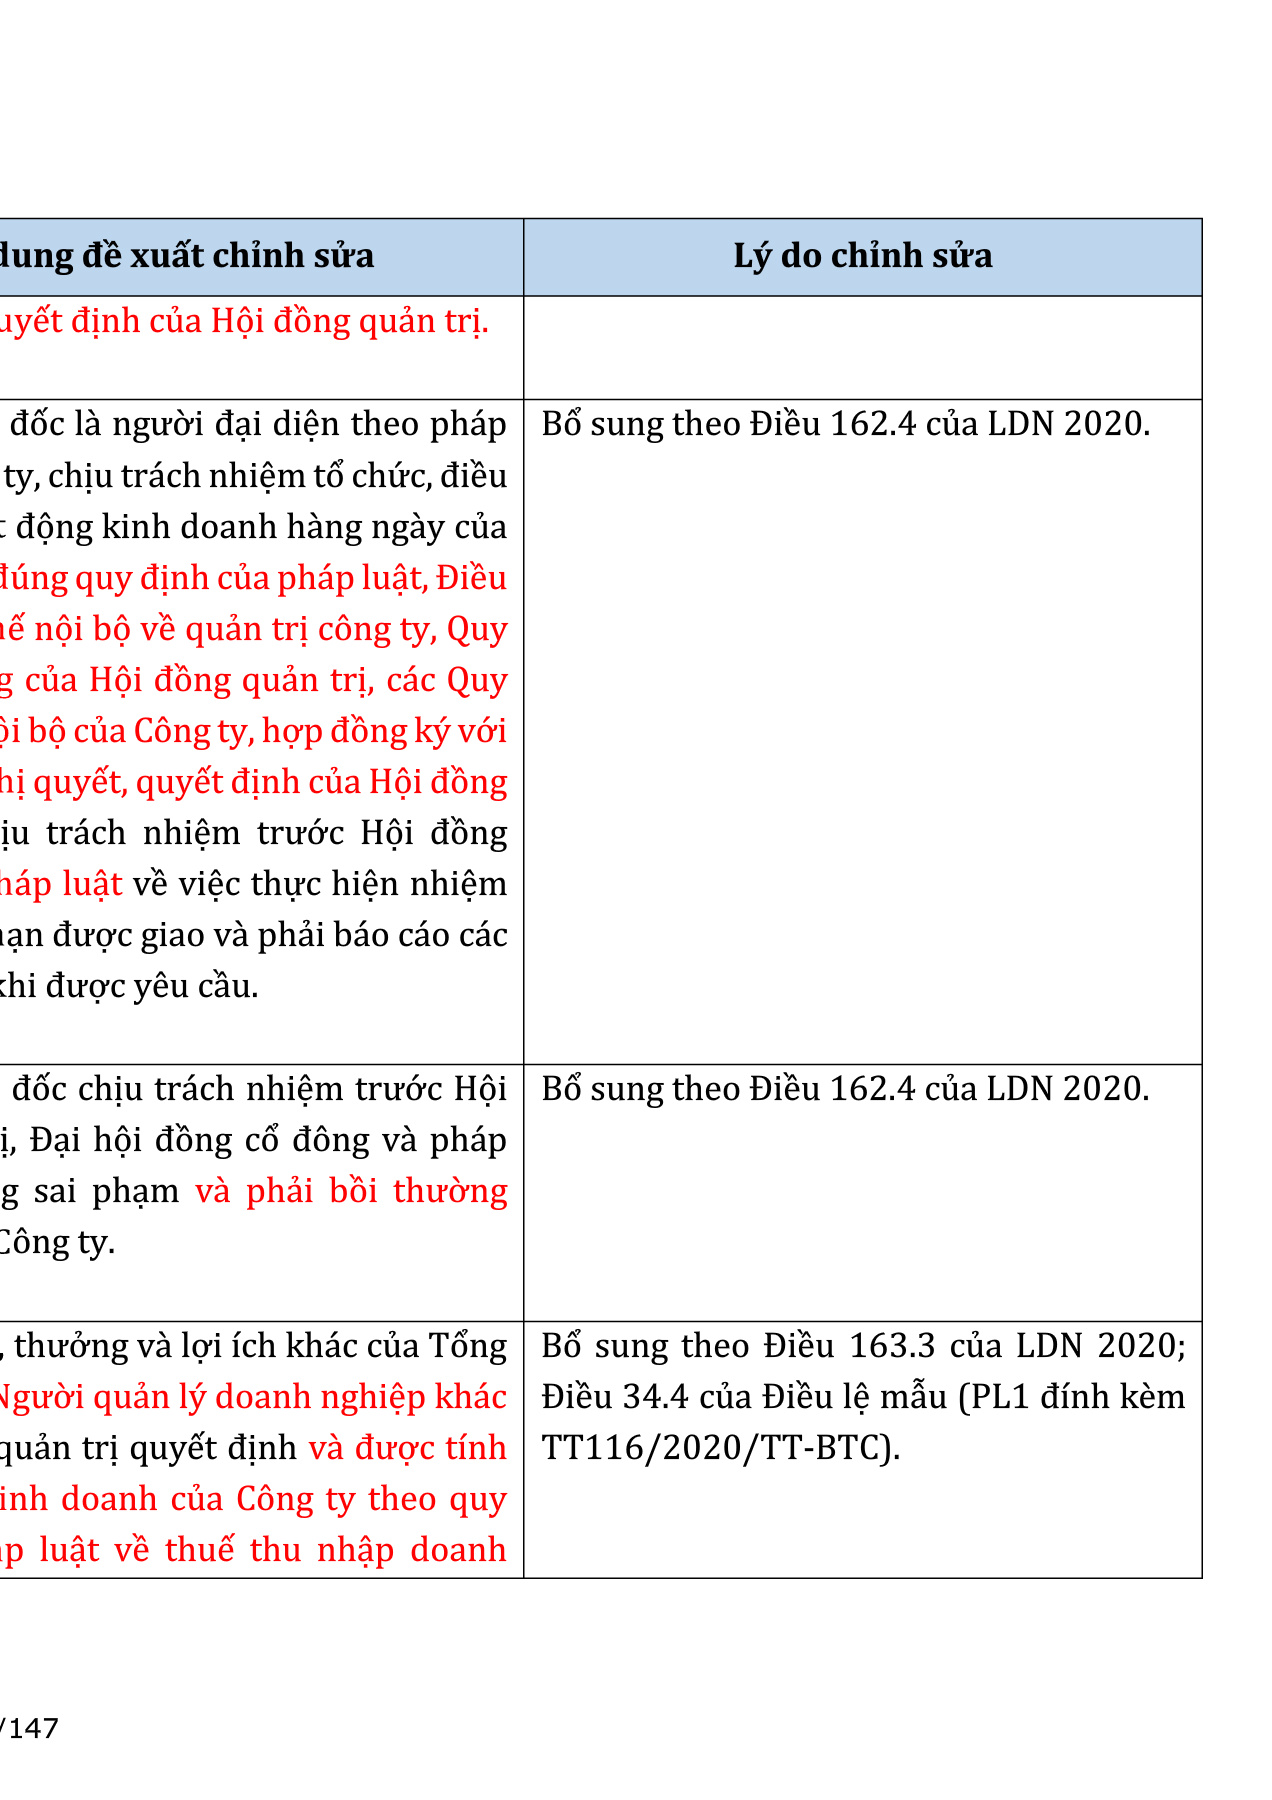 dung đề xuất chỉnh sửa
Lý do chỉnh sửa
uyết định của Hội đồng quản trị.
đốc là người đại diện theo pháp
ty, chịu trách nhiệm tổ chức, điều
động kinh doanh hàng ngày của
đúng quy định của pháp luật, Điều
nội bộ về quản trị công ty, Quy
của Hội đồng quản trị, các Quy
bộ của Công ty, hợp đồng ký với
quyết, quyết định của Hội đồng
trách nhiệm trước Hội đồng
luật về việc thực hiện nhiệm
được giao và phải báo cáo các
khi được yêu cầu.
Bổ sung theo Điều 162.4 của LDN 2020.
đốc chịu trách nhiệm trước Hội
Đại hội đồng cổ đông và pháp
sai phạm và phải bồi thường
Công ty.
Bổ sung theo Điều 162.4 của LDN 2020.
, thưởng và lợi ích khác của Tổng
Người quản lý doanh nghiệp khác
quản trị quyết định và được tính
inh doanh của Công ty theo quy
luật về thuế thu nhập doanh
Bổ sung theo Điều 163.3 của LDN 2020;
Điều 34.4 của Điều lệ mẫu (PL1 đính kèm
TT116/2020/TT-BTC).
/147